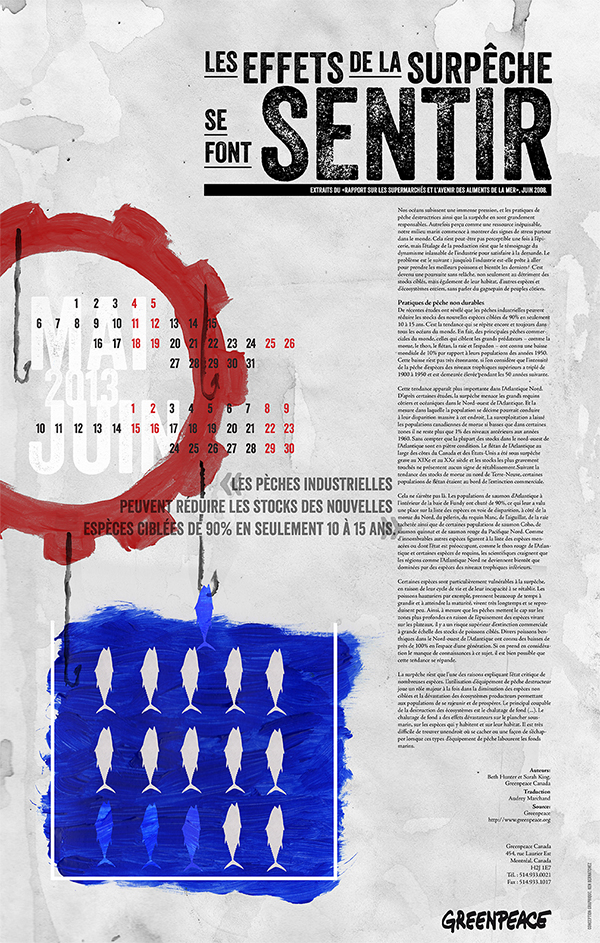 LES EFFETS DE LA SURPÊCHE
SE
FONT
SENTIR
EXTRAITS DU «RAPPORT SUR LES SUPERMARCHÉS ET L'AVENIR DES ALIMENTS DE LA MER», JUIN 2008.
Nos océans subissent une immense pression, et les pratiques de
pêche destructrices ainsi que la surpêche en sont grandement
responsables. Autrefois perçu comme une ressource inépuisable,
notre milieu marin commence à montrer des signes de stress partout
dans le monde. Cela n'est peut-être pas perceptible une fois à l'épi-
cerie, mais l'étalage de la production n'est que le témoignage du
dynamisme inlassable de l'industrie pour satisfaire à la demande. Le
problème est le suivant : jusqu'où l'industrie est-elle prête à aller
pour prendre les meilleurs poissons et bientôt les derniers? C'est
devenu une poursuite sans relâche, non seulement au détriment des
stocks ciblés, mais également de leur habitat, d'autres espèces et
d'écosystèmes entiers, sans parler du gagnepain de peuples côtiers.
Pratiques de pêche non durables
De récentes études ont révélé que les pêches industrielles peuvent
réduire les stocks des nouvelles espèces ciblées de 90% en seulement
10 à 15 ans. C'est la tendance qui se répète encore et toujours dans
tous les océans du monde. En fait, des principales pêches commer-
ciales du monde, celles qui ciblent les grands prédateurs – comme la
morue, le thon, le flétan, la raie et l'espadon – ont connu une baisse
mondiale de 10% par rapport à leurs populations des années 1950.
Cette baisse n'est pas très étonnante, si l'on considère que l'intensité
de la pêche d'espèces des niveaux trophiques supérieurs a triplé de
1900 à 1950 et est demeurée élevée pendant les 50 années suivantes.
Cette tendance apparaît plus importante dans l'Atlantique Nord.
D'après certaines études, la surpêche menace les grands requins
côtiers et océaniques dans le Nord-ouest de l'Atlantique. Et la
mesure dans laquelle la population se décime pourrait conduire
à leur disparition massive à cet endroit. La surexploitation a laissé
les populations canadiennes de morue si basses que dans certaines
zones il ne reste plus que 1% des niveaux antérieurs aux années
1960. Sans compter que la plupart des stocks dans le nord-ouest de
l'Atlantique sont en piètre condition. Le flétan de l'Atlantique au
large des côtes du Canada et des États-Unis a été sous surpêche
grave au XIXe et au XXe siècle et les stocks les plus gravement
touchés ne présentent aucun signe de rétablissement. Suivant la
tendance des stocks de morue au nord de Terre-Neuve, certaines
populations de flétan étaient au bord de l'extinction commerciale.
Cela ne s'arrête pas là. Les populations de saumon d'Atlantique à
l'intérieur de la baie de Fundy ont chuté de 90%, ce qui leur a valu
une place sur la liste des espèces en voie de disparition, à côté de la
morue du Nord, du pèlerin, du requin blanc, de l'aiguillat, de la raie
tachetée ainsi que de certaines populations de saumon Coho, de
saumon quinnat et de saumon rouge du Pacifique Nord. Comme
d'innombrables autres espèces figurent à la liste des espèces mena-
cées ou dont l'état est préoccupant, comme le thon rouge de l'Atlan-
tique et certaines espèces de requins, les scientifiques craignent que
les régions comme l'Atlantique Nord ne deviennent bientôt que
dominées par des espèces des niveaux trophiques inférieurs.
Certaines espèces sont particulièrement vulnérables à la surpêche,
en raison de leur cycle de vie et de leur incapacité à se rétablir. Les
poissons hauturiers par exemple, prennent beaucoup de temps à
grandir et à atteindre la maturité, vivent très longtemps et se repro-
duisent peu. Ainsi, à mesure que les pêches mettent le cap sur les
zones plus profondes en raison de l'épuisement des espèces vivant
sur les plateaux, il y a un risque supérieur d'extinction commerciale
à grande échelle des stocks de poissons ciblés. Divers poissons ben-
thiques dans le Nord-ouest de l'Atlantique ont connu des baisses de
près de 100% en l'espace d'une génération. Si on prend en considéra-
tion le manque de connaissances à ce sujet, il est bien possible que
cette tendance se répande.
La surpêche n'est que l'une des raisons expliquant l'état critique de
nombreuses espèces. L'utilisation d'équipement de pêche destructeur
joue un rôle majeur à la fois dans la diminution des espèces non
ciblées et la dévastation des écosystèmes producteurs permettant
aux populations de se rajeunir et de prospérer. Le principal coupable
de la destruction des écosystèmes est le chalutage de fond (...). Le
chalutage de fond a des effets dévastateurs sur le plancher sous-
marin, sur les espèces qui y habitent et sur leur habitat. Il est très
difficile de trouver un endroit où se cacher ou une façon de s'échap-
per lorsque ces types d'équipement de pêche labourent les fonds
marins.
MAI
1 2 3 4 5
6 7 8 9 10 11 12 13 14 15
16 17 18 19 20 21 22 23 24 25 26
27 28 29 30 31
2013
1 2 3 4 5 6 7 8 9
10 11 12 13 14 15 16 17 18 19 20 21 22 23
24 25 26 27 28 29 30
JUIN
«LES PÊCHES INDUSTRIELLES
PEUVENT RÉDUIRE LES STOCKS DES NOUVELLES
ESPÈCES CIBLÉES DE 90% EN SEULEMENT 10 À 15 ANS.»
Auteurs:
Beth Hunter et Sarah King,
Greenpeace Canada
Traduction
Audrey Marchand
Source:
Greenpeace
http://www.greenpeace.org
Greenpeace Canada
454, rue Laurier Est
Montréal, Canada
H2J 1E7
Tél. : 514.933.0021
Fax : 514.933.1017
GREENPEACE